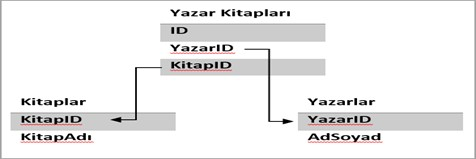 Yazar Kitapları
ID
YazarID
KitapID
Kitaplar
KitapID
KitapAdı
Yazarlar
YazarID
AdSoyad